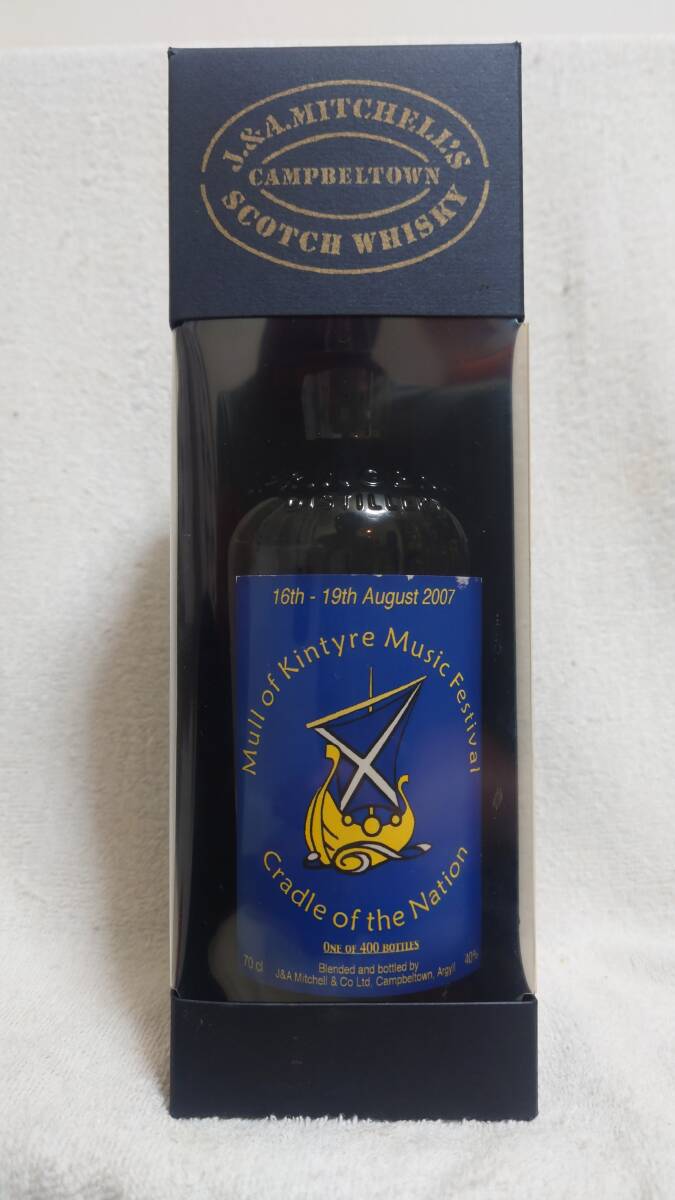 J.&A.MITCHELL'S
CAMPBELTOWN
SCOTCH WHISKY
DISTILLERY
16th - 19th August 2007
Mull of Kintyre Music Festival
Cradle of the Nation
ONE OF 400 BOTTLES
70 cl
Blended and bottled by
J&A Mitchell & Co Ltd, Campbeltown, Argyll
40%